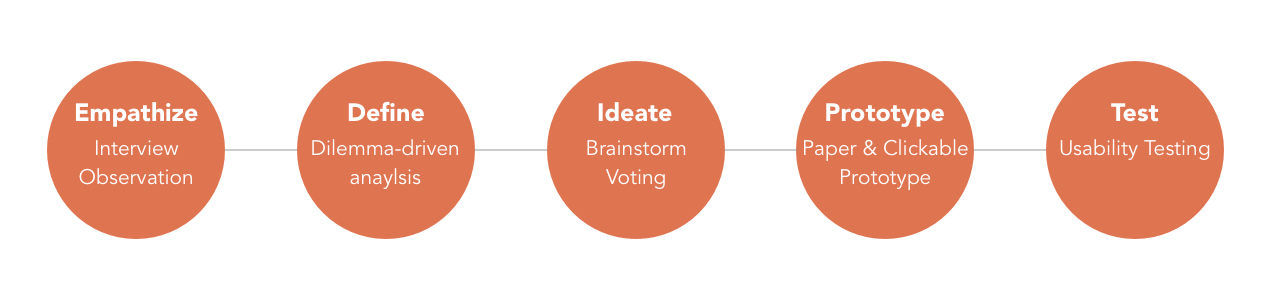 Empathize
Interview
Observation
Define
Dilemma-driven
anaylsis
Ideate
Brainstorm
Voting
Prototype
Paper & Clickable
Prototype
Test
Usability Testing